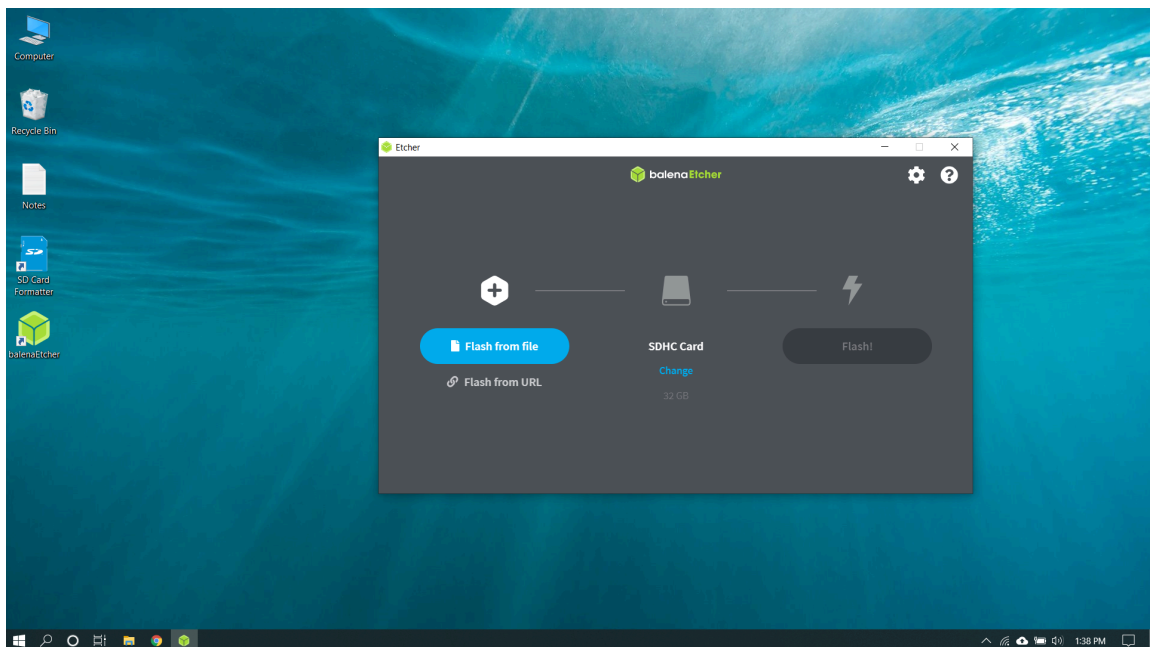 Computer
Recycle Bin
Notes
SD Card
Formatter
balenaEtcher
Etcher
balenaEtcher
Flash from file
SDHC Card
Flash!
Change
Flash from URL
32 GB
1:38 PM